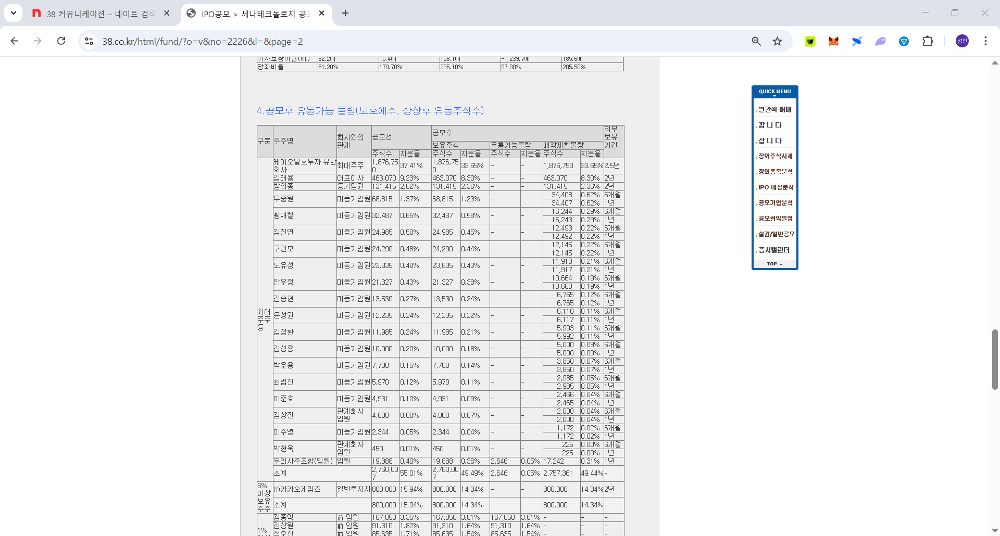 38 커뮤니케이션 – 네이트 검색
IPO공모 > 세나테크놀로지 공모
38.co.kr/html/fund/?o=v&no=2226&l=&page=2
성민
이자보상비율(배) 32.2배 15.4배 158.1배 -1,239.7배 185.6배
당좌비율 51.20% 170.70% 235.10% 97.80% 285.50%
4.공모후 유통가능 물량(보호예수, 상장후 유통주식수)
구분 주주명 회사와의 관계 공모전 공모후 의무 보유 기간
보유주식 유통가능물량 매각제한물량
주식수 지분율 주식수 지분율 주식수 지분율 주식수 지분율
최대 주주 등
케이오일호투자 유한회사 최대주주 1,876,750 37.41% 1,876,750 33.65% - - 1,876,750 33.65% 2.5년
김태용 대표이사 463,070 9.23% 463,070 8.30% - - 463,070 8.30% 2년
방의종 등기임원 131,415 2.62% 131,415 2.36% - - 131,415 2.36% 2년
우중원 미등기임원 68,815 1.37% 68,815 1.23% - - 34,408 0.62% 6개월
34,407 0.62% 1년
황재철 미등기임원 32,487 0.65% 32,487 0.58% - - 16,244 0.29% 6개월
16,243 0.29% 1년
김진연 미등기임원 24,985 0.50% 24,985 0.45% - - 12,493 0.22% 6개월
12,492 0.22% 1년
구관모 미등기임원 24,290 0.48% 24,290 0.44% - - 12,145 0.22% 6개월
12,145 0.22% 1년
노유성 미등기임원 23,835 0.48% 23,835 0.43% - - 11,918 0.21% 6개월
11,917 0.21% 1년
안우정 미등기임원 21,327 0.43% 21,327 0.38% - - 10,664 0.19% 6개월
10,663 0.19% 1년
김승현 미등기임원 13,530 0.27% 13,530 0.24% - - 6,765 0.12% 6개월
6,765 0.12% 1년
윤성원 미등기임원 12,235 0.24% 12,235 0.22% - - 6,118 0.11% 6개월
6,117 0.11% 1년
김정환 미등기임원 11,985 0.24% 11,985 0.21% - - 5,993 0.11% 6개월
5,992 0.11% 1년
김성룡 미등기임원 10,000 0.20% 10,000 0.18% - - 5,000 0.09% 6개월
5,000 0.09% 1년
박우용 미등기임원 7,700 0.15% 7,700 0.14% - - 3,850 0.07% 6개월
3,850 0.07% 1년
최범진 미등기임원 5,970 0.12% 5,970 0.11% - - 2,985 0.05% 6개월
2,985 0.05% 1년
이준호 미등기임원 4,931 0.10% 4,931 0.09% - - 2,466 0.04% 6개월
2,465 0.04% 1년
김상진 관계회사 임원 4,000 0.08% 4,000 0.07% - - 2,000 0.04% 6개월
2,000 0.04% 1년
이주영 미등기임원 2,344 0.05% 2,344 0.04% - - 1,172 0.02% 6개월
1,172 0.02% 1년
박현욱 관계회사 임원 450 0.01% 450 0.01% - - 225 0.00% 6개월
225 0.00% 1년
우리사주조합(임원) 임원 19,888 0.40% 19,888 0.36% 2,646 0.05% 17,242 0.31% 1년
소계 2,760,007 55.01% 2,760,007 49.49% 2,646 0.05% 2,757,361 49.44% -
5% 이상 보유 주주
㈜카카오게임즈 일반투자자 800,000 15.94% 800,000 14.34% - - 800,000 14.34% 2년
소계 800,000 15.94% 800,000 14.34% - - 800,000 14.34% -
1%
김종익 前 임원 167,850 3.35% 167,850 3.01% 167,850 3.01% - - -
김상원 前 임원 91,310 1.82% 91,310 1.64% 91,310 1.64% - - -
정오진 前 임원 85,635 1.71% 85,635 1.54% 85,635 1.54% - - -
QUICK MENU
빨간색 매매
팝 니 다
삽 니 다
장외주식시세
장외종목분석
IPO 예정분석
공모기업분석
공모청약일정
실권/일반공모
증시캘린더
TOP